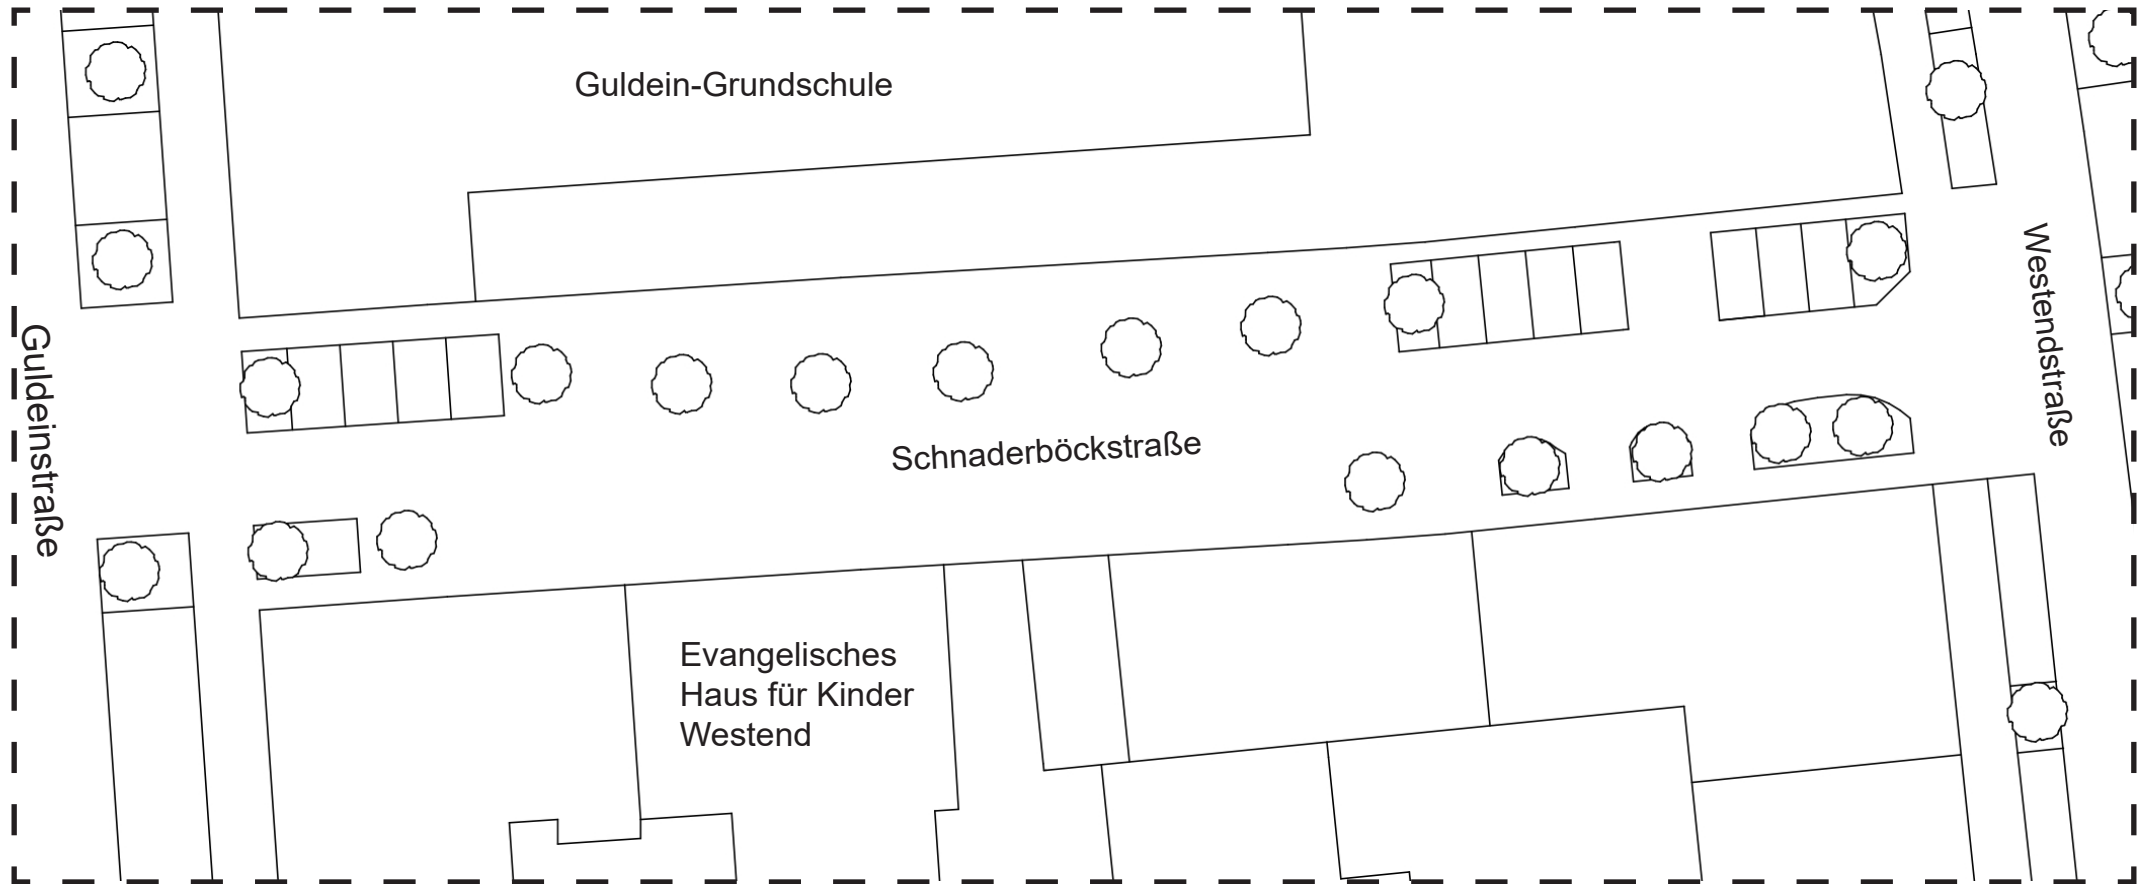 Guldein-Grundschule
Guldeinstraße
Westendstraße
Schnaderböckstraße
Evangelisches
Haus für Kinder
Westend